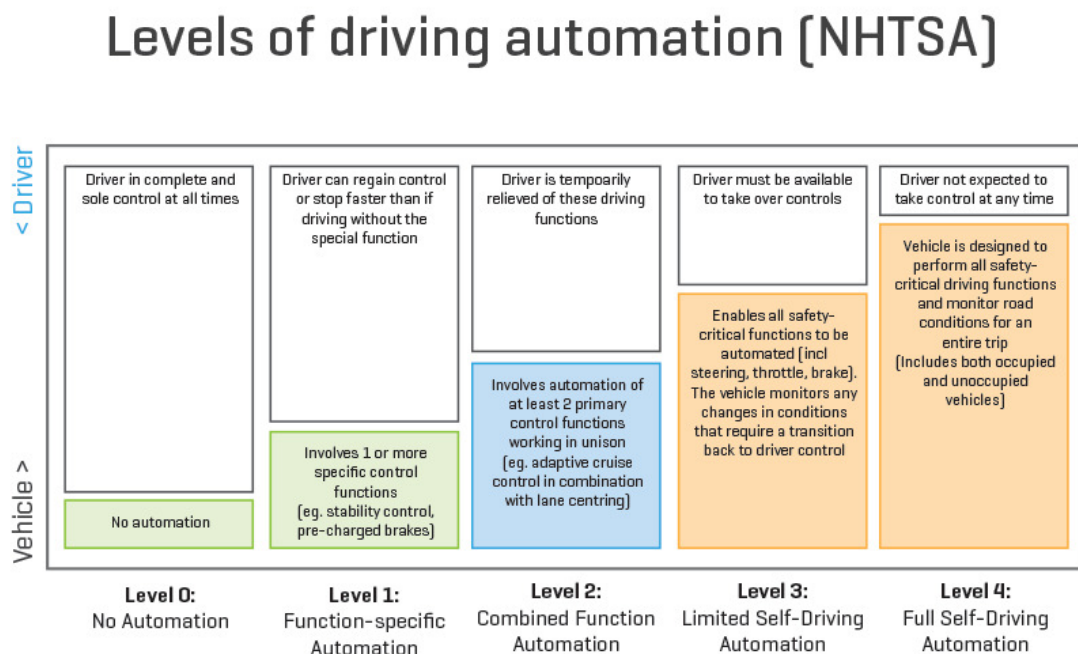 Levels of driving automation (NHTSA)
< Driver
Vehicle >
Driver in complete and
sole control at all times
No automation
Level 0:
No Automation
Driver can regain control
or stop faster than if
driving without the
special function
Involves 1 or more
specific control
functions
(eg. stability control,
pre-charged brakes)
Level 1:
Function-specific
Automation
Driver is tempoarily
relieved of these driving
functions
Involves automation of
at least 2 primary
control functions
working in unison
(eg. adaptive cruise
control in combination
with lane centring)
Level 2:
Combined Function
Automation
Driver must be available
to take over controls
Enables all safety-
critical functions to be
automated (incl
steering, throttle, brake).
The vehicle monitors any
changes in conditions
that require a transition
back to driver control
Level 3:
Limited Self-Driving
Automation
Driver not expected to
take control at any time
Vehicle is designed to
perform all safety-
critical driving functions
and monitor road
conditions for an
entire trip
(Includes both occupied
and unoccupied
vehicles)
Level 4:
Full Self-Driving
Automation